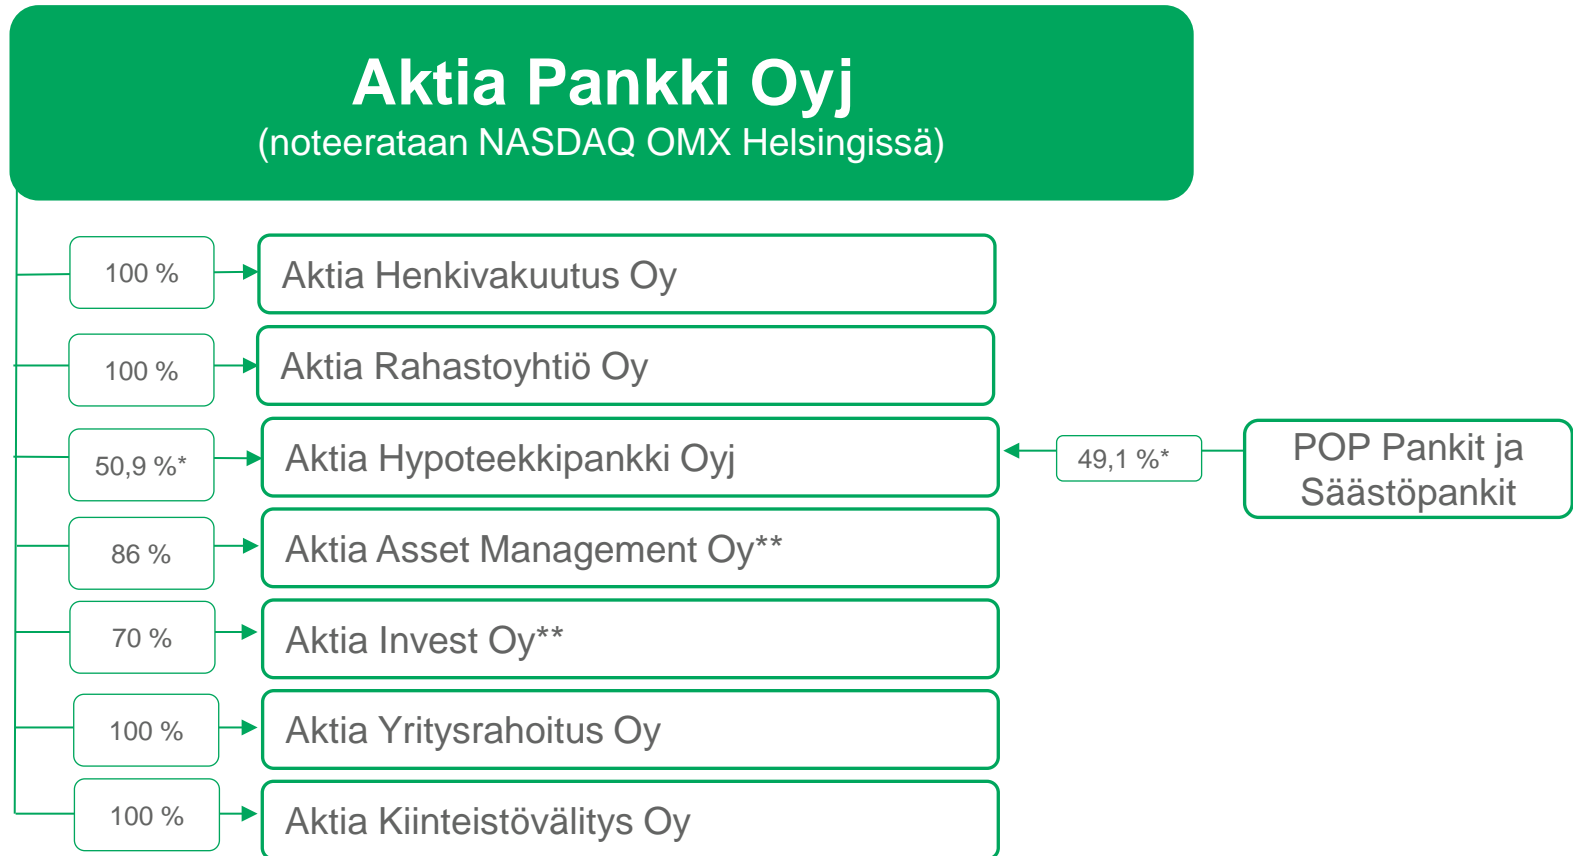 Aktia Pankki Oyj
(noteerataan NASDAQ OMX Helsingissä)
100 %
Aktia Henkivakuutus Oy
100 %
Aktia Rahastoyhtiö Oy
50,9 %*
Aktia Hypoteekkipankki Oyj
49,1 %*
POP Pankit ja
Säästöpankit
86 %
Aktia Asset Management Oy**
70 %
Aktia Invest Oy**
100 %
Aktia Yritysrahoitus Oy
100 %
Aktia Kiinteistövälitys Oy